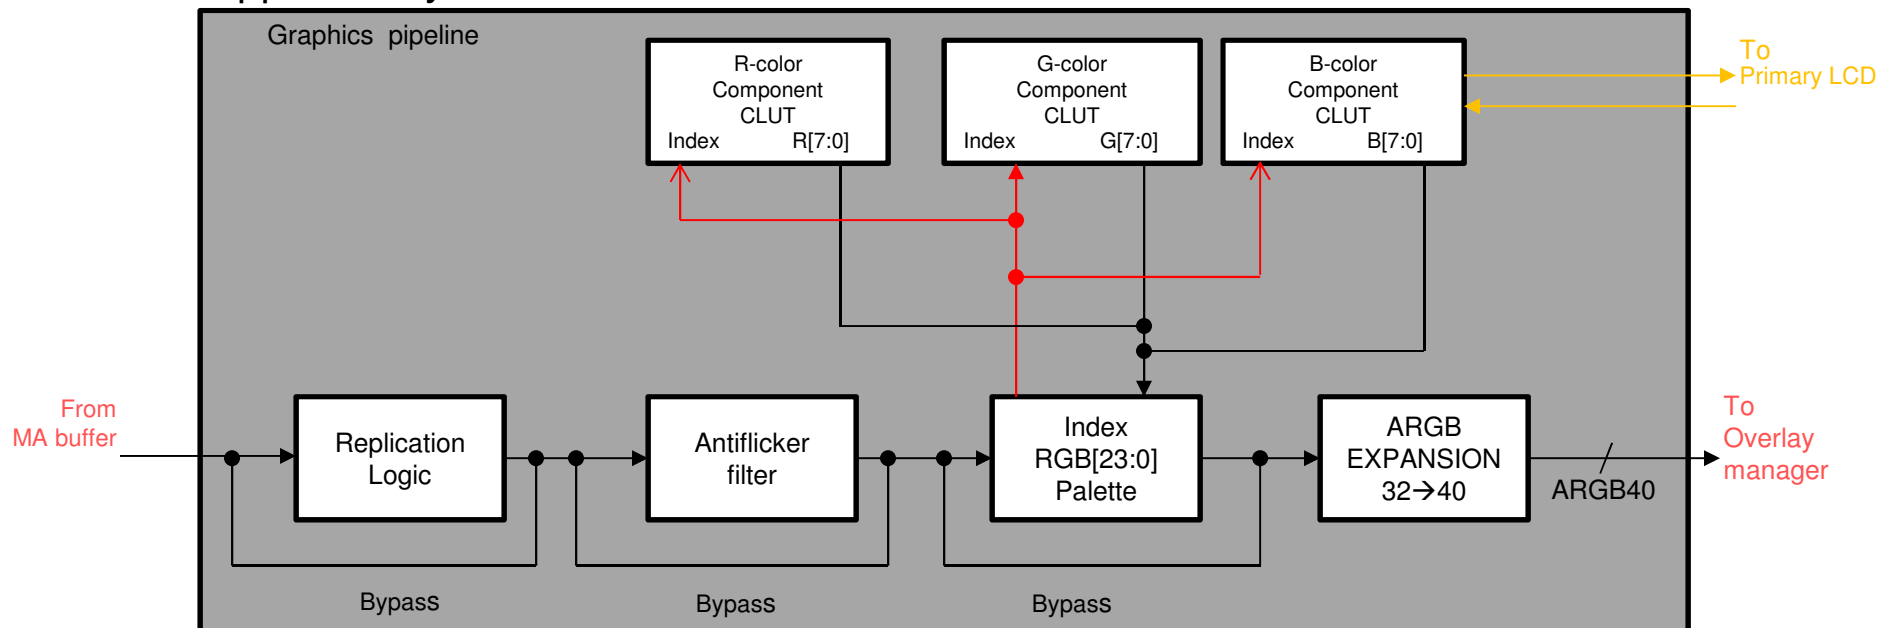 Graphics pipeline
R-color
Component
CLUT
Index R[7:0]
G-color
Component
CLUT
Index G[7:0]
B-color
Component
CLUT
Index B[7:0]
To
Primary LCD
From
MA buffer
Replication
Logic
Antiflicker
filter
Index
RGB[23:0]
Palette
ARGB
EXPANSION
32→40
ARGB40
To
Overlay
manager
Bypass
Bypass
Bypass